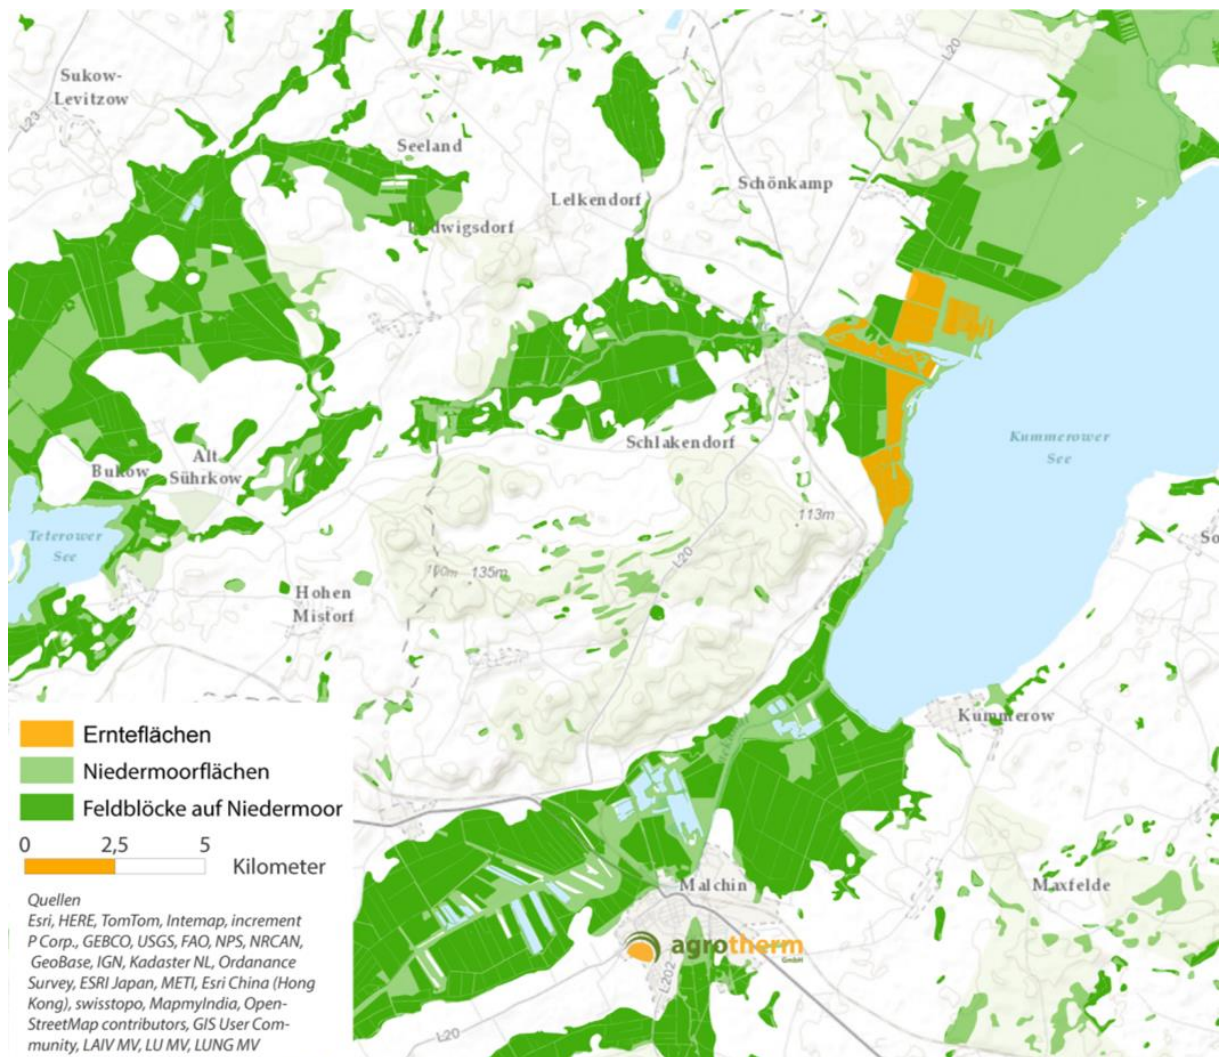 L20
Sukow-
Levitzow
L23
Seeland
Schönkamp
Lelkendorf
Schlakendorf
Kummerower
See
Alt
Bukow
Sührkow
113m
Teterower
See
L20
135m
Hohen
Mistorf
Kummerow
Ernteflächen
Niedermoorflächen
Feldblöcke auf Niedermoor
0 2,5 5
Kilometer
Malchin
Maxfelde
agrotherm
GmbH
L202
L20
Quellen
Esri, HERE, TomTom, Intemap, increment
P Corp., GEBCO, USGS, FAO, NPS, NRCAN,
GeoBase, IGN, Kadaster NL, Ordanance
Survey, ESRI Japan, METI, Esri China (Hong
Kong), swisstopo, MapmyIndia, Open-
StreetMap contributors, GIS User Com-
munity, LAIV MV, LU MV, LUNG MV